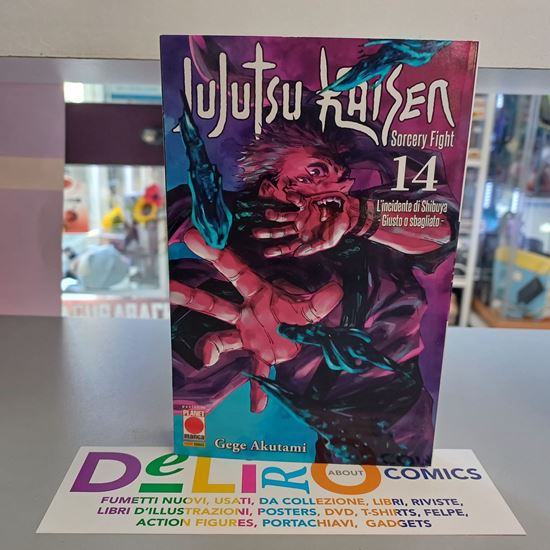 JUJUTSU KAISEN
Sorcery Fight
14
L'incidente di Shibuya
- Giusto o sbagliato -
PLANET
manga
Gege Akutami
DeLiRO ABOUT COMICS
FUMETTI NUOVI, USATI, DA COLLEZIONE, LIBRI, RIVISTE,
LIBRI D'ILLUSTRAZIONI, POSTERS, DVD, T-SHIRTS, FELPE,
ACTION FIGURES, PORTACHIAVI, GADGETS